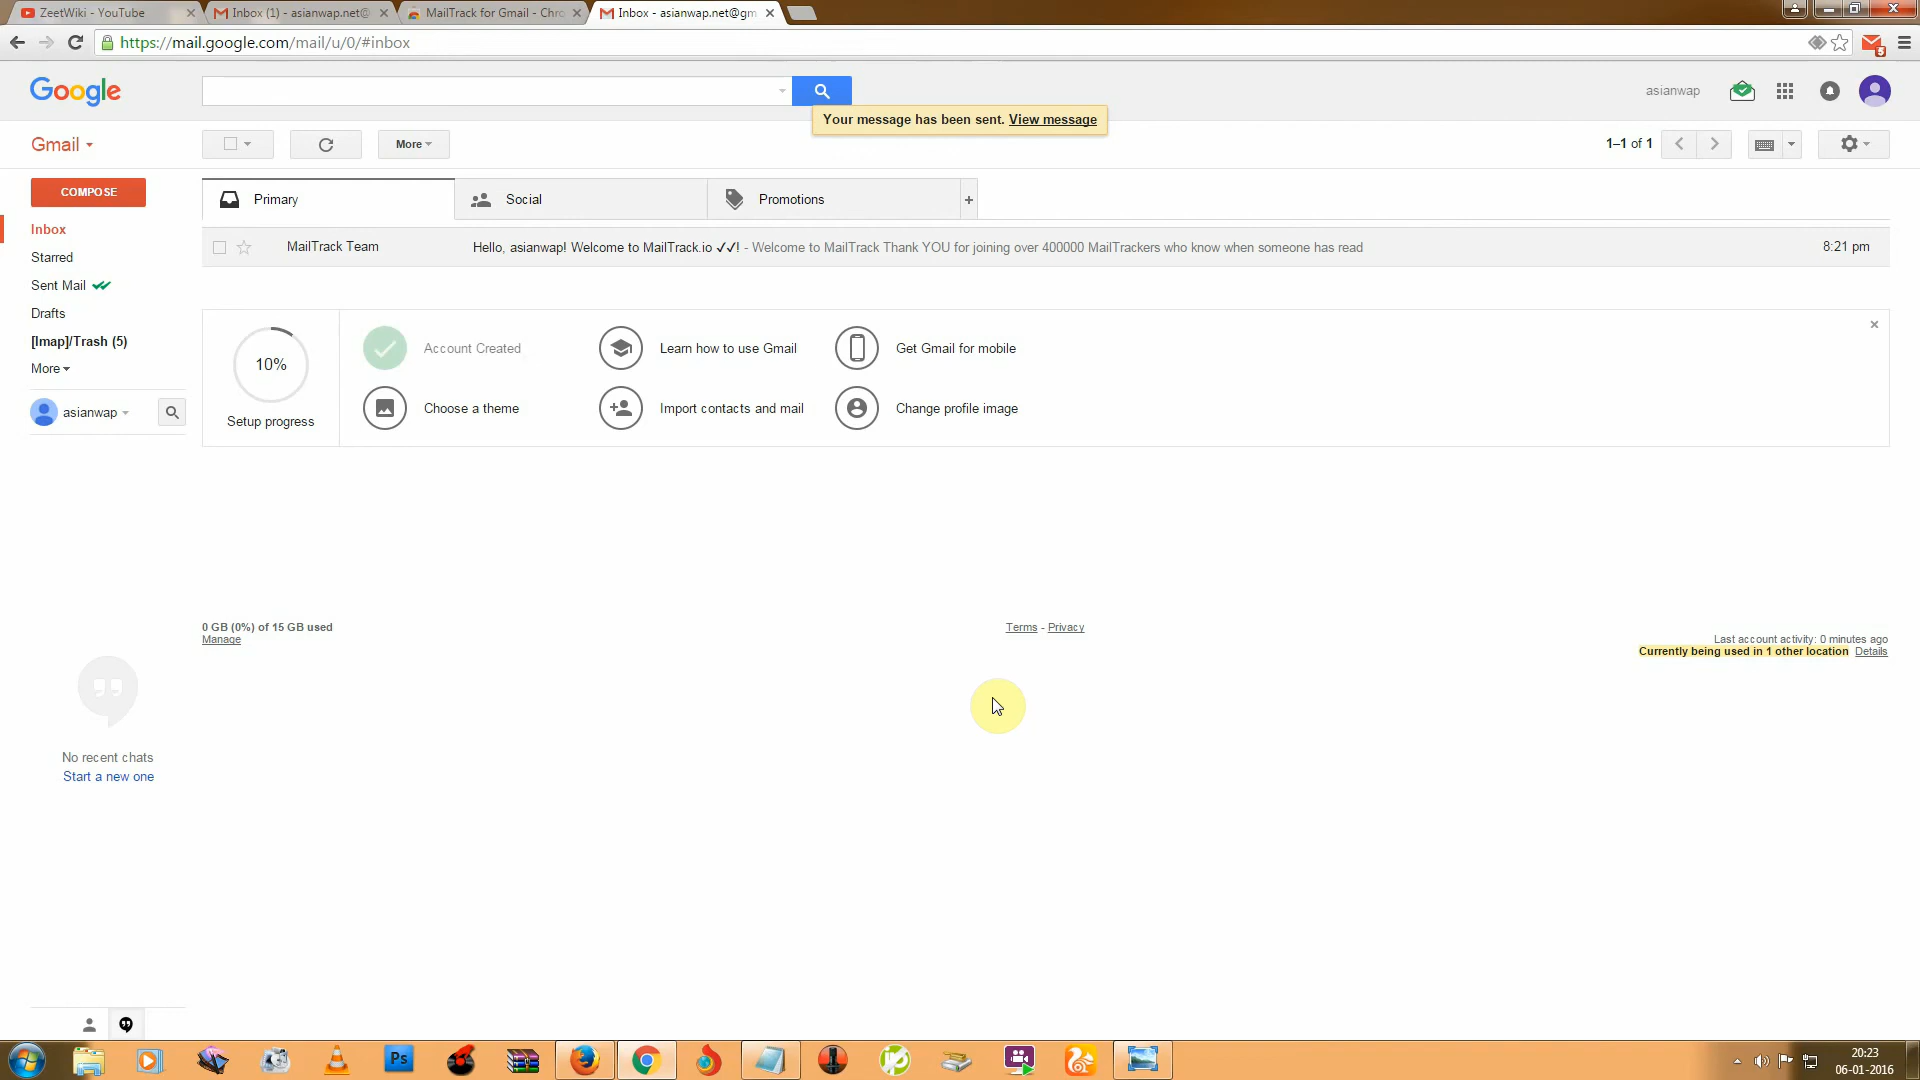 ZeetWiki - YouTube
Inbox (1) - asianwap.net@
MailTrack for Gmail - Chro
Inbox - asianwap.net@gm
https://mail.google.com/mail/u/0/#inbox
5
Google
asianwap
Your message has been sent. View message
Gmail
More
1–1 of 1
COMPOSE
Primary
Social
Promotions
+
Inbox
MailTrack Team
Hello, asianwap! Welcome to MailTrack.io ✓✓! - Welcome to MailTrack Thank YOU for joining over 400000 MailTrackers who know when someone has read
8:21 pm
Starred
Sent Mail
Drafts
[Imap]/Trash (5)
More
asianwap
10%
Setup progress
Account Created
Learn how to use Gmail
Get Gmail for mobile
Choose a theme
Import contacts and mail
Change profile image
0 GB (0%) of 15 GB used
Manage
Terms - Privacy
Last account activity: 0 minutes ago
Currently being used in 1 other location Details
No recent chats
Start a new one
Ps
20:23
06-01-2016